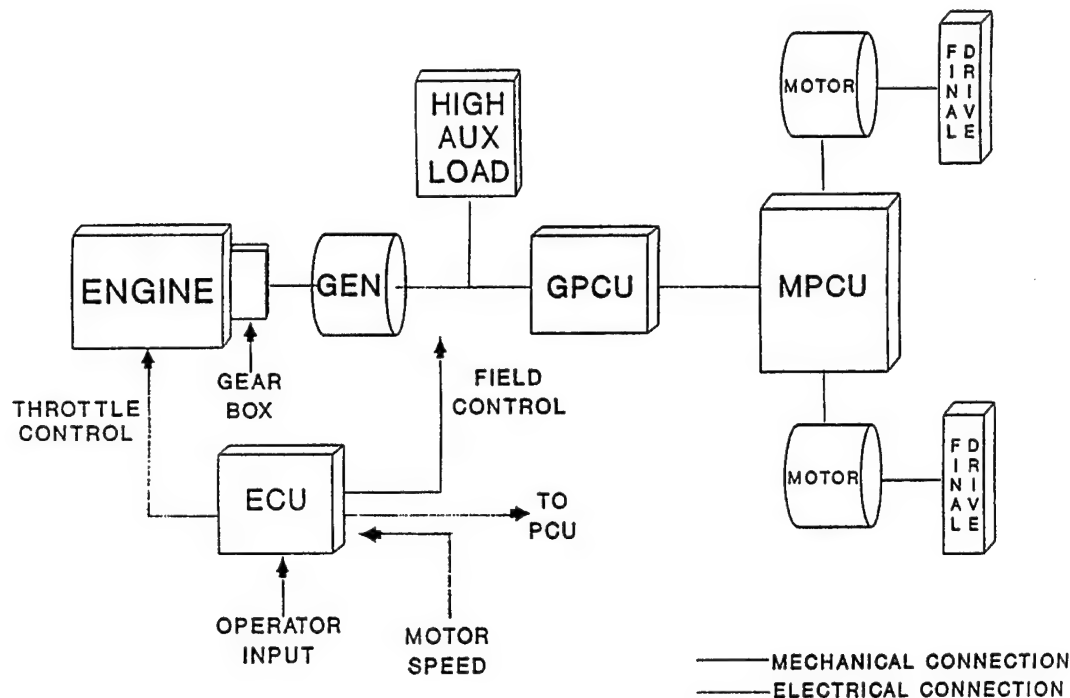 HIGH
AUX
LOAD
MOTOR
FINAL
DRIVE
ENGINE
GEN
GPCU
MPCU
GEAR
BOX
THROTTLE
CONTROL
FIELD
CONTROL
ECU
TO
PCU
OPERATOR
INPUT
MOTOR
SPEED
MOTOR
FINAL
DRIVE
MECHANICAL CONNECTION
ELECTRICAL CONNECTION